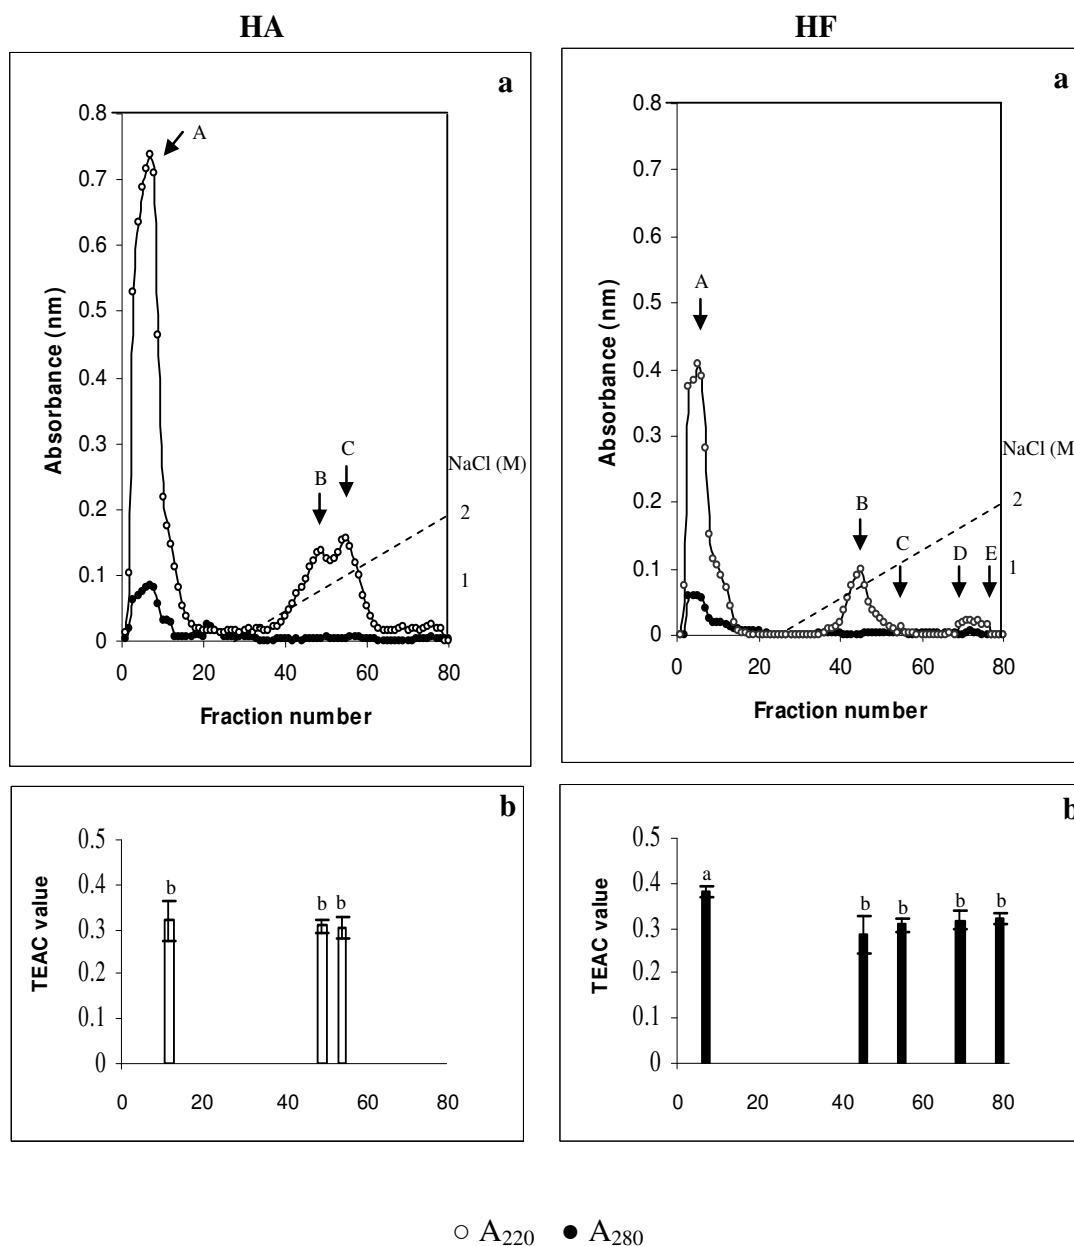 HA
HF
a
0.8
0.7
0.6
0.5
0.4
0.3
0.2
0.1
0
Absorbance (nm)
A
B
C
NaCl (M)
2
1
0 20 40 60 80
Fraction number
a
0.8
0.7
0.6
0.5
0.4
0.3
0.2
0.1
0
Absorbance (nm)
A
B
C
D
E
NaCl (M
2
1
0 20 40 60 80
Fraction number
b
0.5
0.4
0.3
0.2
0.1
0
TEAC value
b
b b
0 20 40 60 80
b
0.5
0.4
0.3
0.2
0.1
0
TEAC value
a
b b b b
0 20 40 60 80
○ A220 ● A280